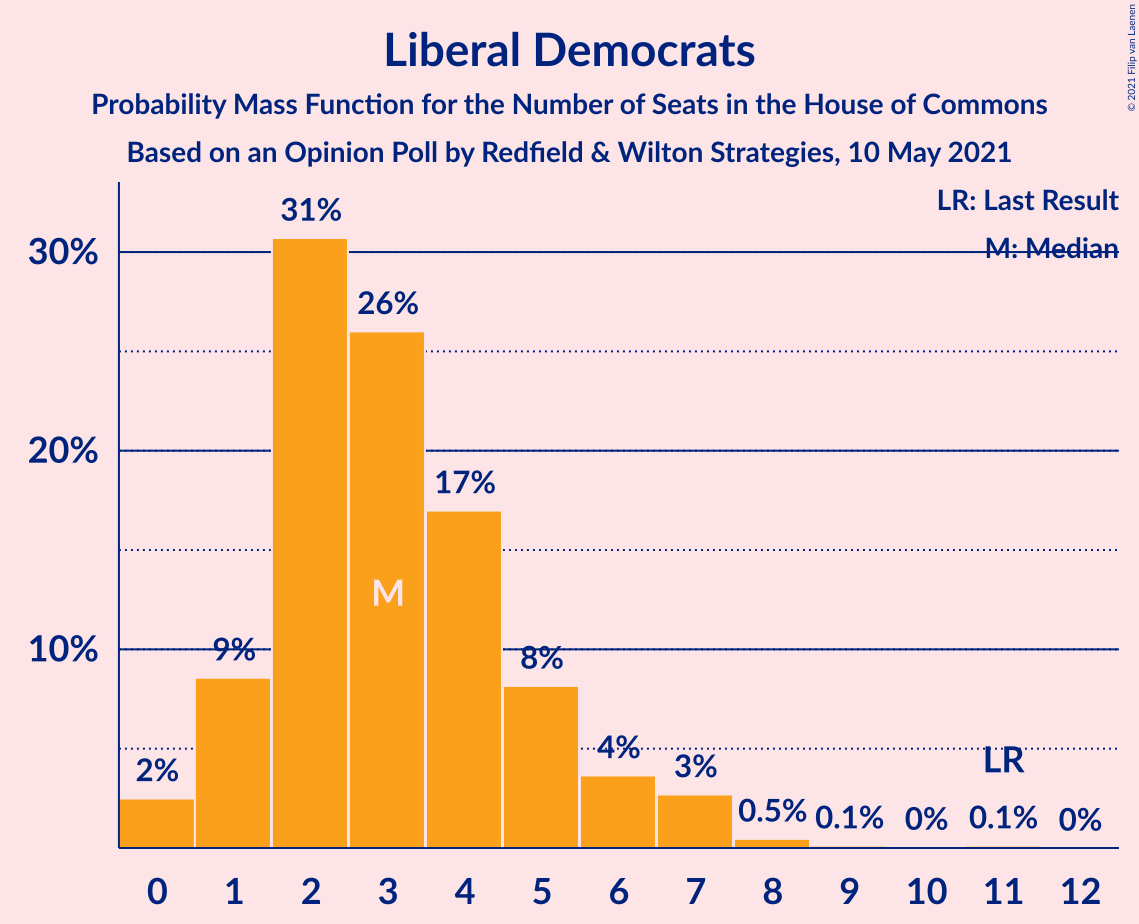 Liberal Democrats
Probability Mass Function for the Number of Seats in the House of Commons
Based on an Opinion Poll by Redfield & Wilton Strategies, 10 May 2021
© 2021 Filip van Laenen
LR: Last Result
M: Median
30%
20%
10%
2%
9%
31%
26%
17%
8%
4%
3%
0.5%
0.1%
0%
0.1%
0%
M
LR
0 1 2 3 4 5 6 7 8 9 10 11 12